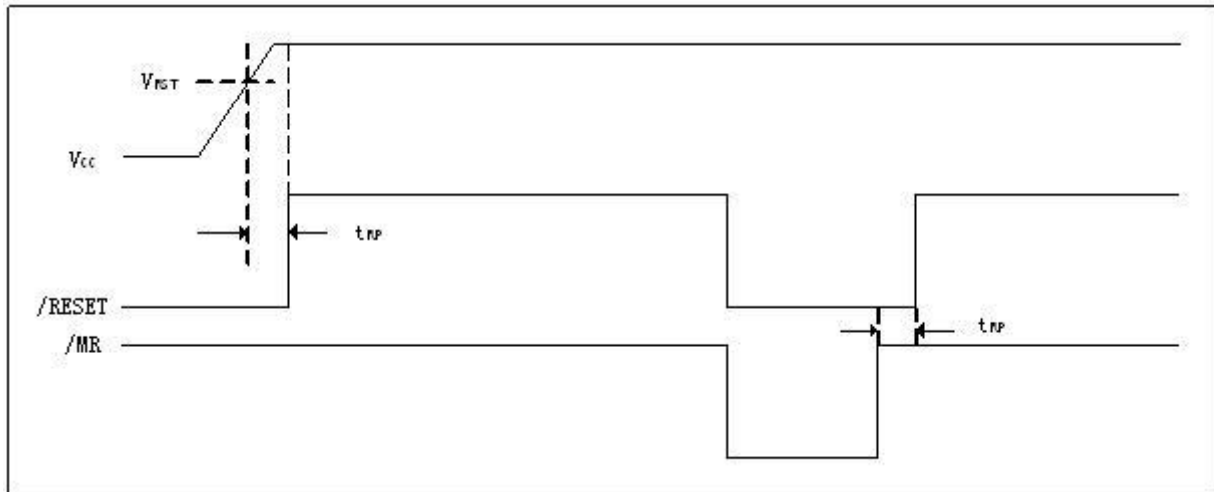 VRST
VCC
tRP
/RESET
tRP
/MR